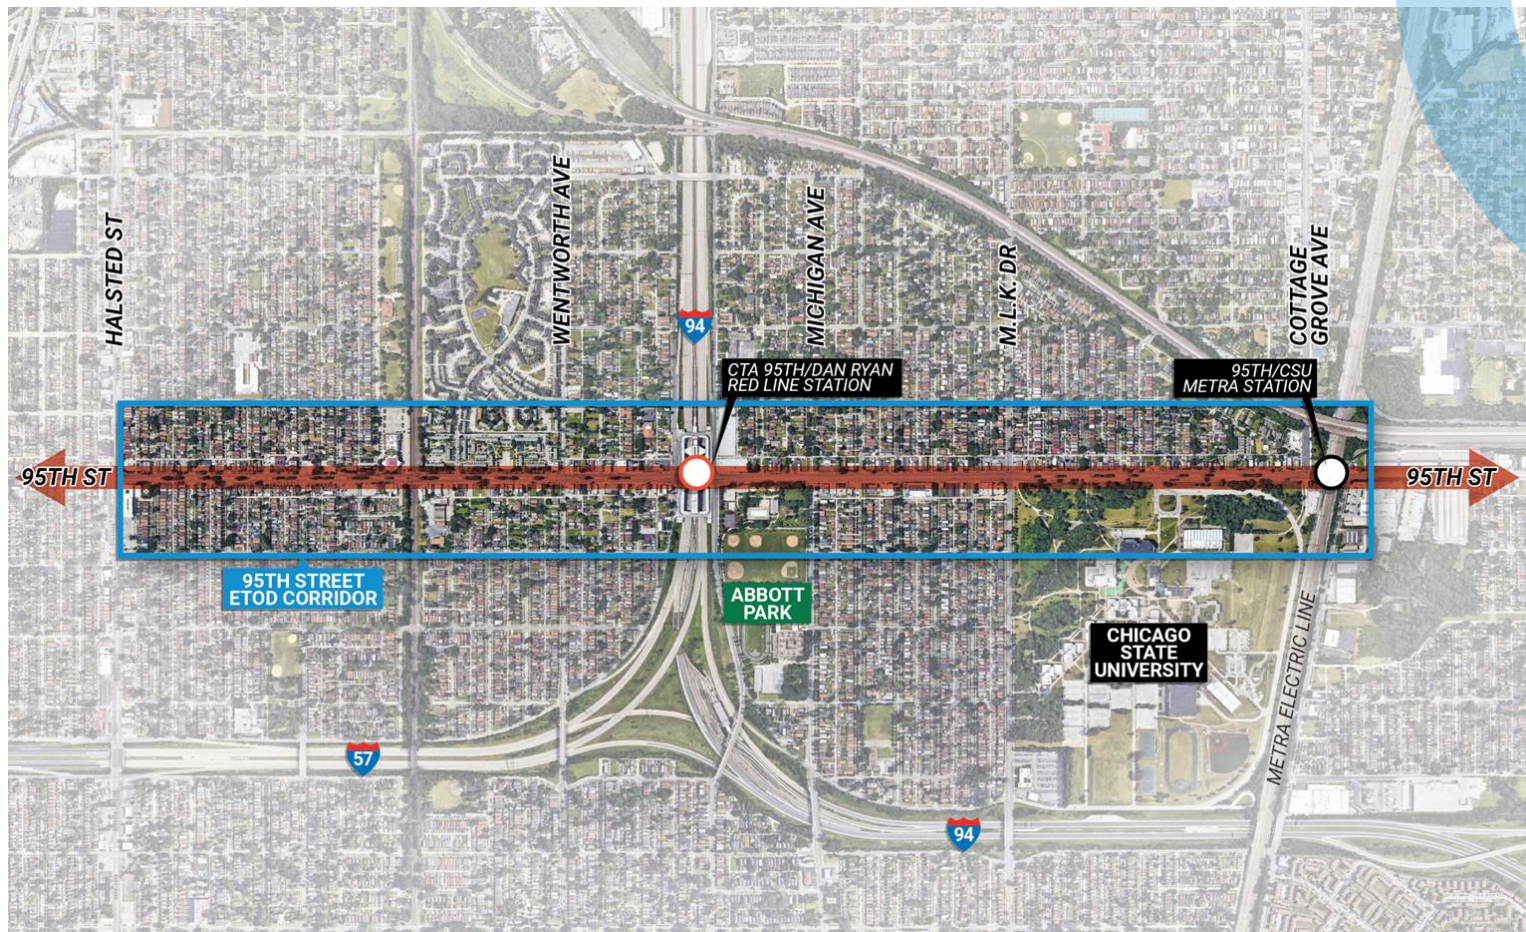 HALSTED ST
WENTWORTH AVE
94
MICHIGAN AVE
M.L.K. DR
COTTAGE
GROVE AVE
CTA 95TH/DAN RYAN
RED LINE STATION
95TH/CSU
METRA STATION
95TH ST
95TH ST
95TH STREET
ETOD CORRIDOR
ABBOTT
PARK
CHICAGO
STATE
UNIVERSITY
METRA ELECTRIC LINE
57
94